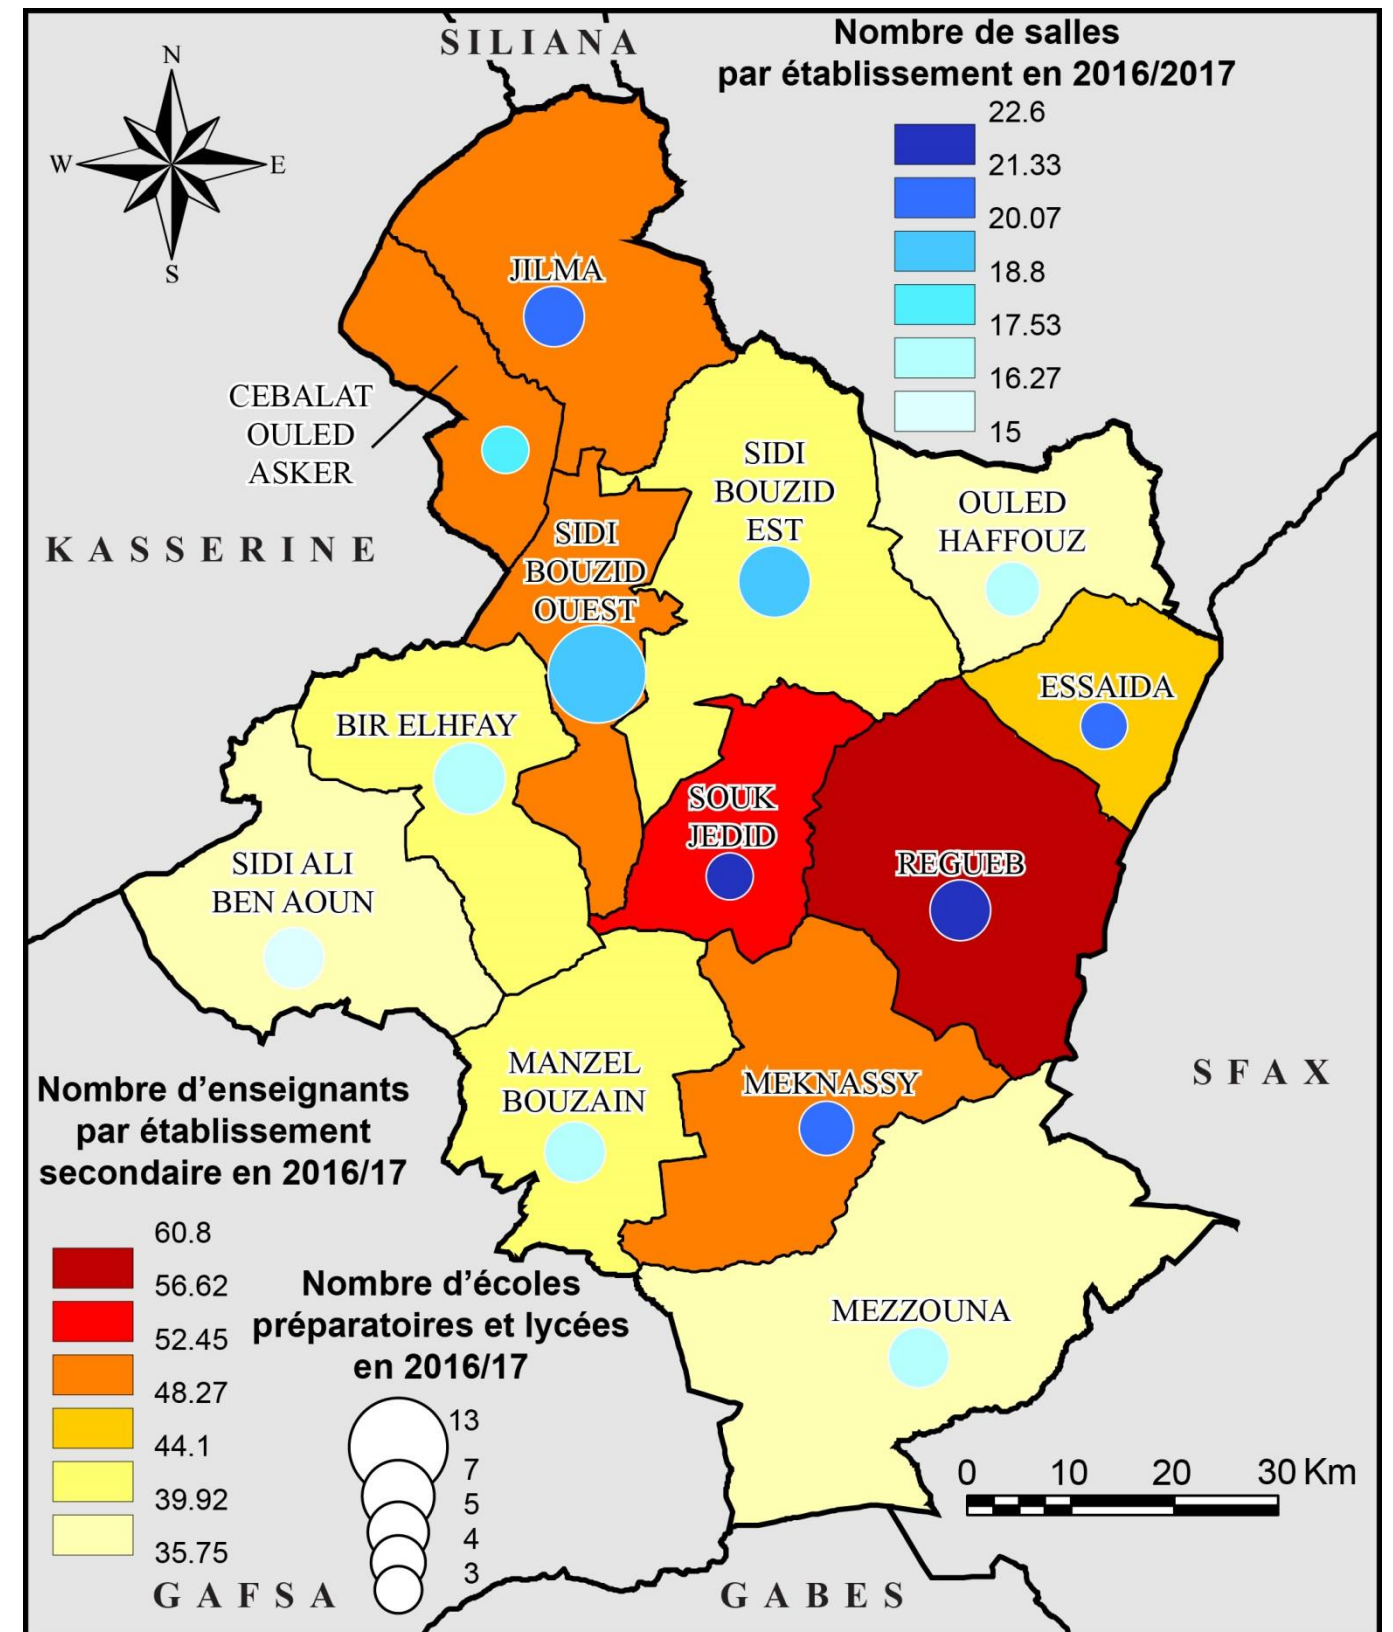 SILIANA
Nombre de salles
par établissement en 2016/2017
22.6
21.33
20.07
18.8
17.53
16.27
15
N
W
E
S
JILMA
CEBALAT
OULED
ASKER
SIDI
BOUZID
EST
OULED
HAFFOUZ
KASSERINE
SIDI
BOUZID
OUEST
ESSAIDA
BIR ELHFAY
SOUK
JEDID
REGUEB
SIDI ALI
BEN AOUN
MANZEL
BOUZAIN
MEKNASSY
SFAX
MEZZOUNA
Nombre d’enseignants
par établissement
secondaire en 2016/17
60.8
56.62
52.45
48.27
44.1
39.92
35.75
Nombre d’écoles
préparatoires et lycées
en 2016/17
13
7
5
4
3
0 10 20 30 Km
GAFSA
GABES